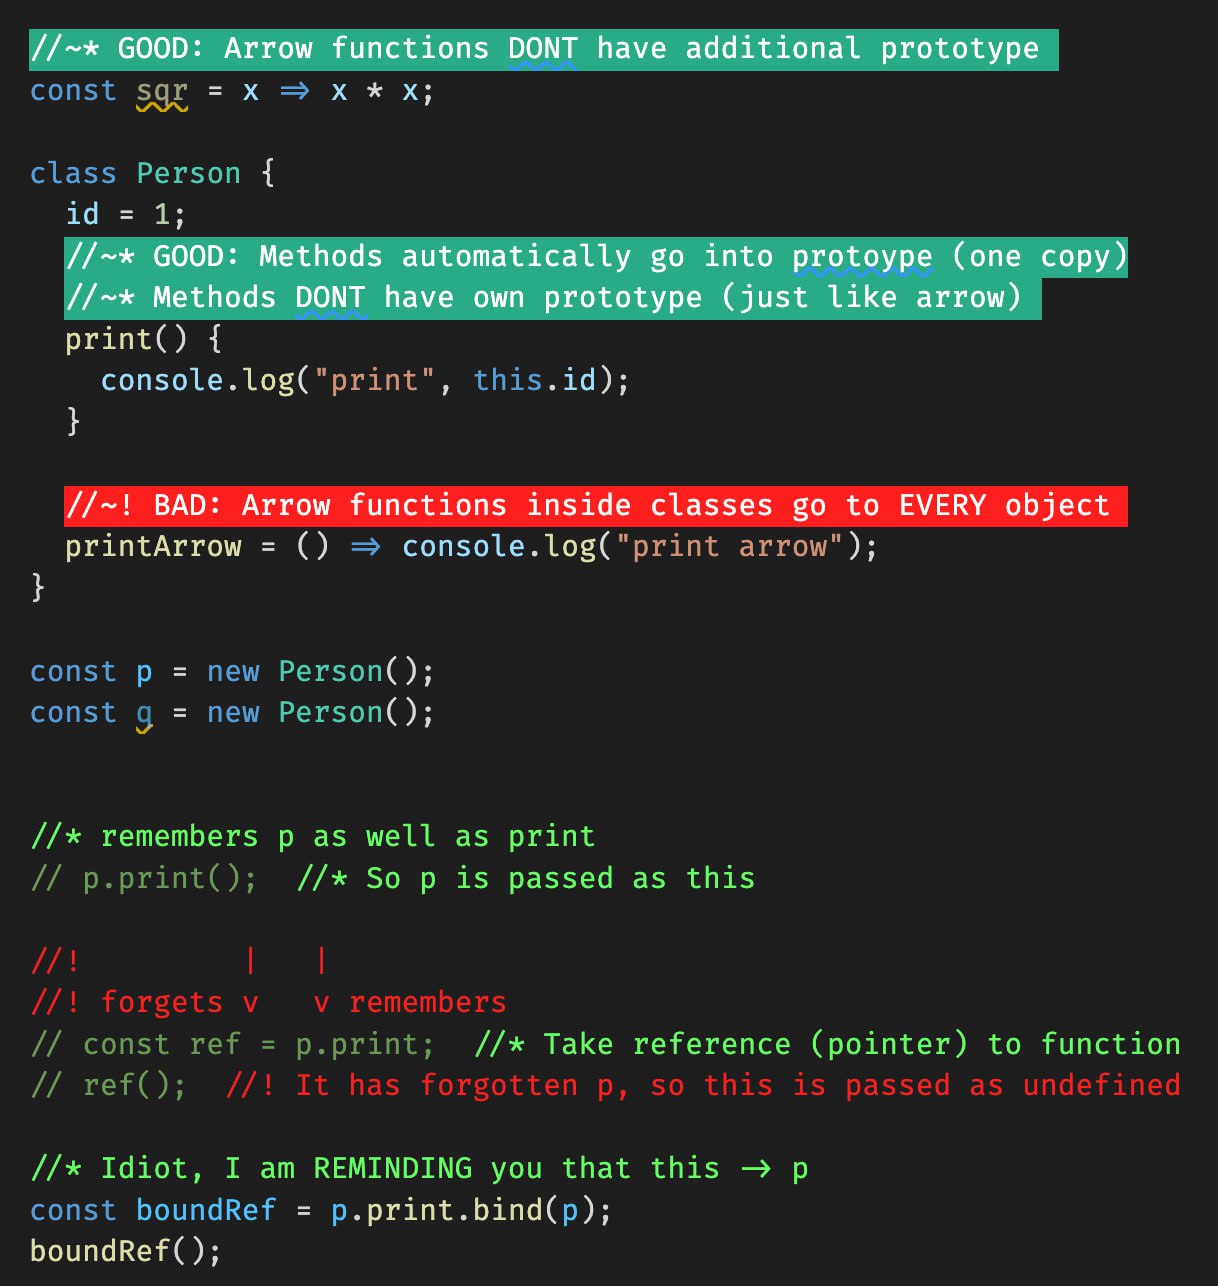 //~* GOOD: Arrow functions DONT have additional prototype
const sqr = x => x * x;
class Person {
  id = 1;
  //~* GOOD: Methods automatically go into protoype (one copy)
  //~* Methods DONT have own prototype (just like arrow)
  print() {
    console.log("print", this.id);
  }
  //~! BAD: Arrow functions inside classes go to EVERY object
  printArrow = () => console.log("print arrow");
}
const p = new Person();
const q = new Person();
//* remembers p as well as print
// p.print();  //* So p is passed as this
//!         |   |
//! forgets v   v remembers
// const ref = p.print;  //* Take reference (pointer) to function
// ref();  //! It has forgotten p, so this is passed as undefined
//* Idiot, I am REMINDING you that this -> p
const boundRef = p.print.bind(p);
boundRef();